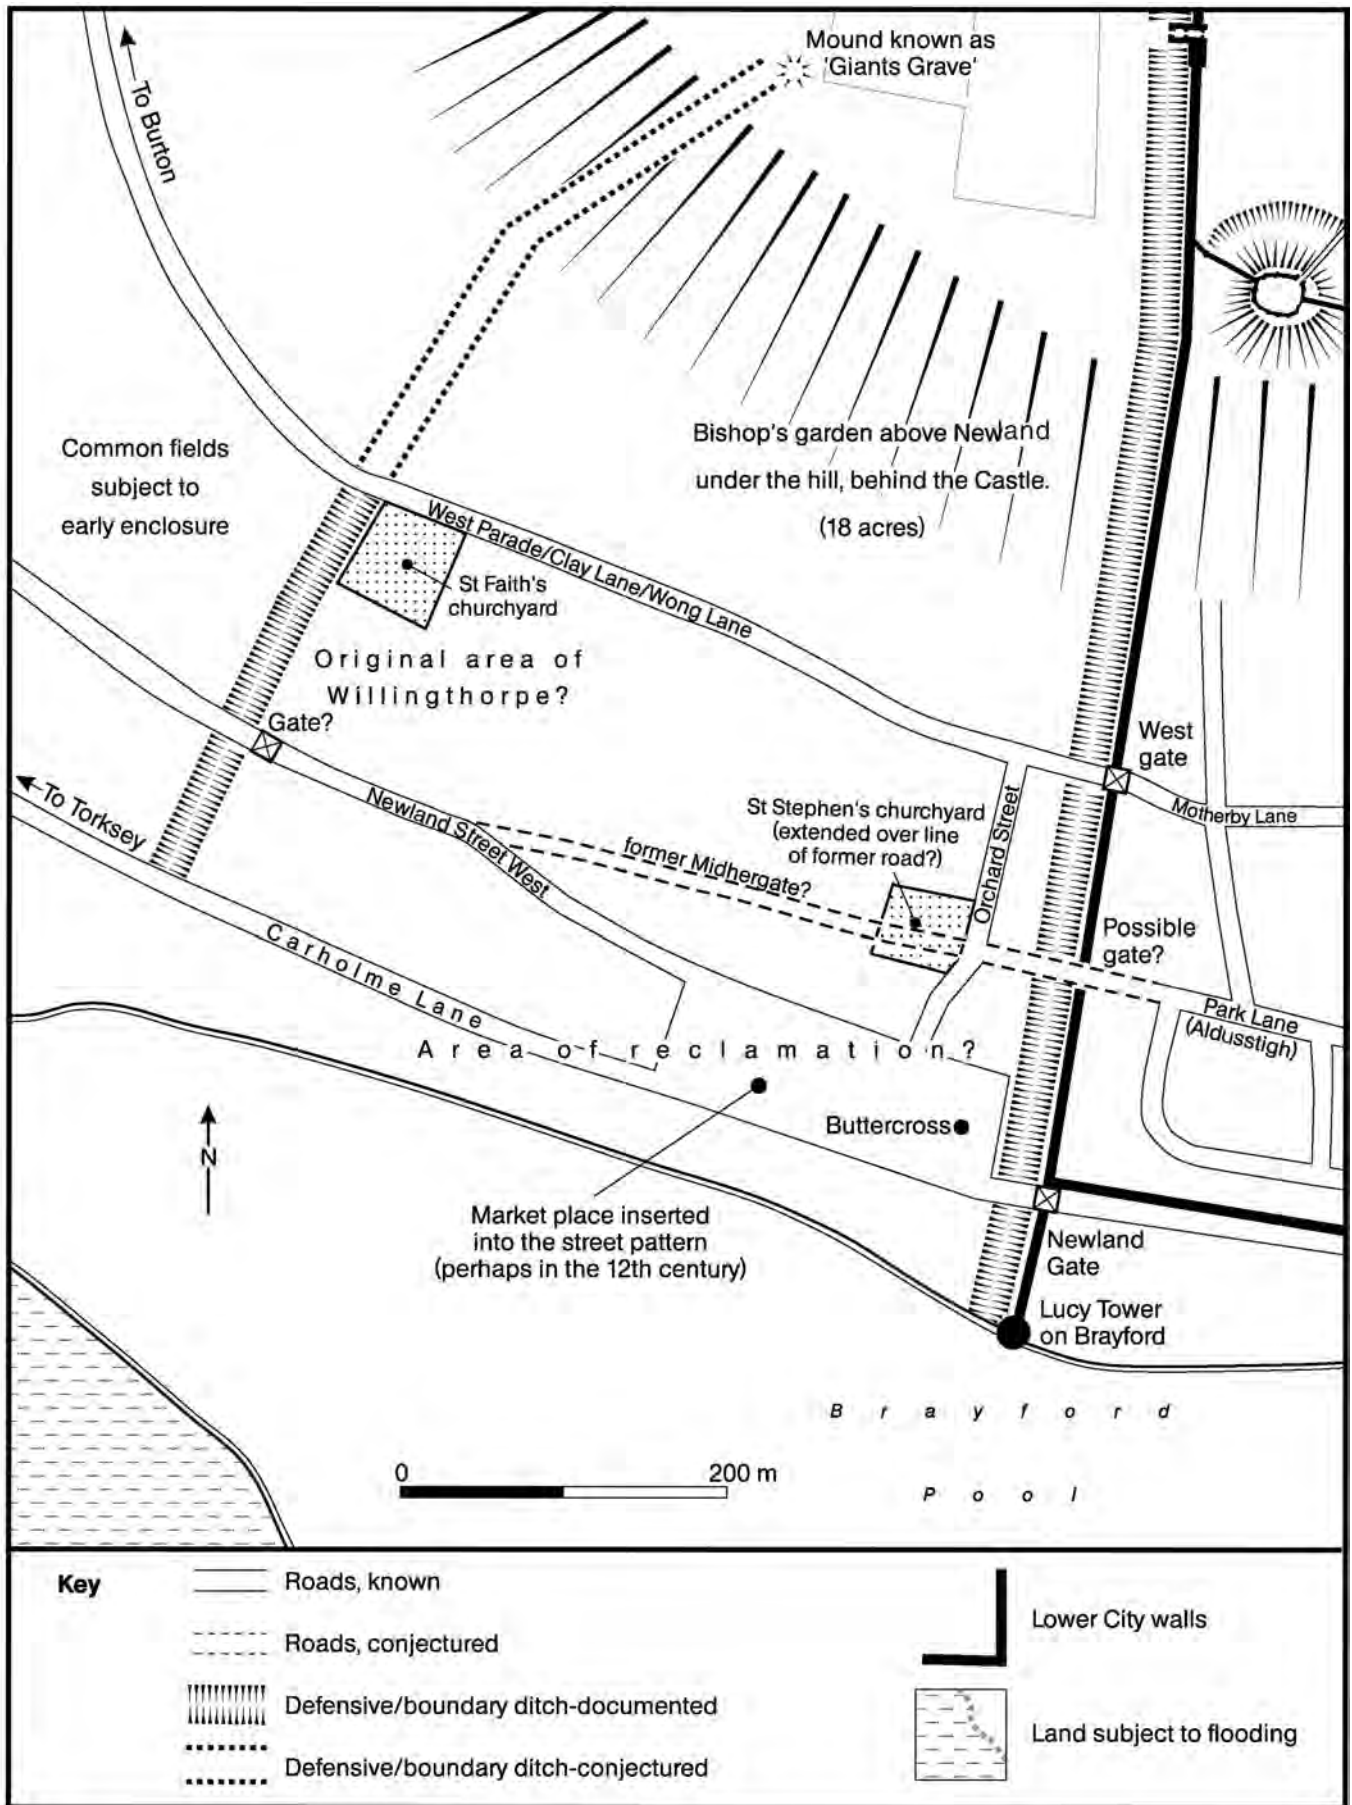 Mound known as
'Giants Grave'
To Burton
Common fields
subject to
early enclosure
Bishop's garden above Newland
under the hill, behind the Castle.
(18 acres)
West Parade/Clay Lane/Wong Lane
St Faith's
churchyard
Original area of
Willingthorpe?
Gate?
West
gate
Motherby Lane
To Torksey
Newland Street West
St Stephen's churchyard
(extended over line
of former road?)
Orchard Street
former Midhergate?
Possible
gate?
Park Lane
(Aldusstigh)
Carholme Lane
Area of reclamation?
Buttercross
N
Market place inserted
into the street pattern
(perhaps in the 12th century)
Newland
Gate
Lucy Tower
on Brayford
Brayford
Pool
0 200 m
Key
Roads, known
Roads, conjectured
Defensive/boundary ditch-documented
Defensive/boundary ditch-conjectured
Lower City walls
Land subject to flooding